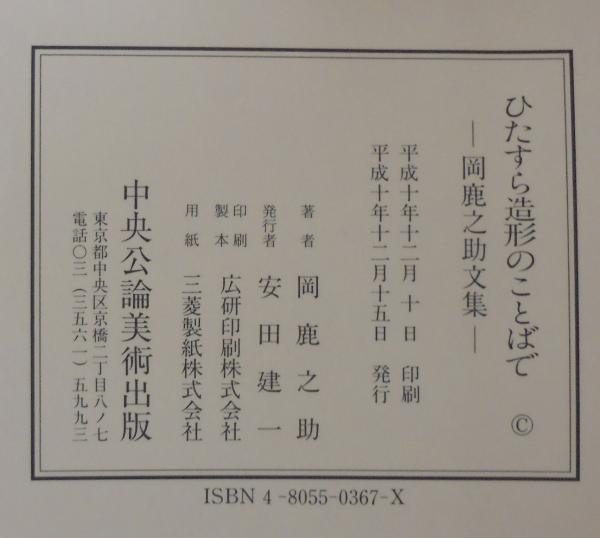 ひたすら造形のことばで ©
―岡鹿之助文集―
平成十年十二月 十 日 印刷
平成十年十二月十五日 発行
著者 岡鹿之助
発行者 安田建一
印刷 製本 広研印刷株式会社
用紙 三菱製紙株式会社
中央公論美術出版
東京都中央区京橋二丁目八ノ七
電話〇三（三五六一）五九九三
ISBN 4-8055-0367-X